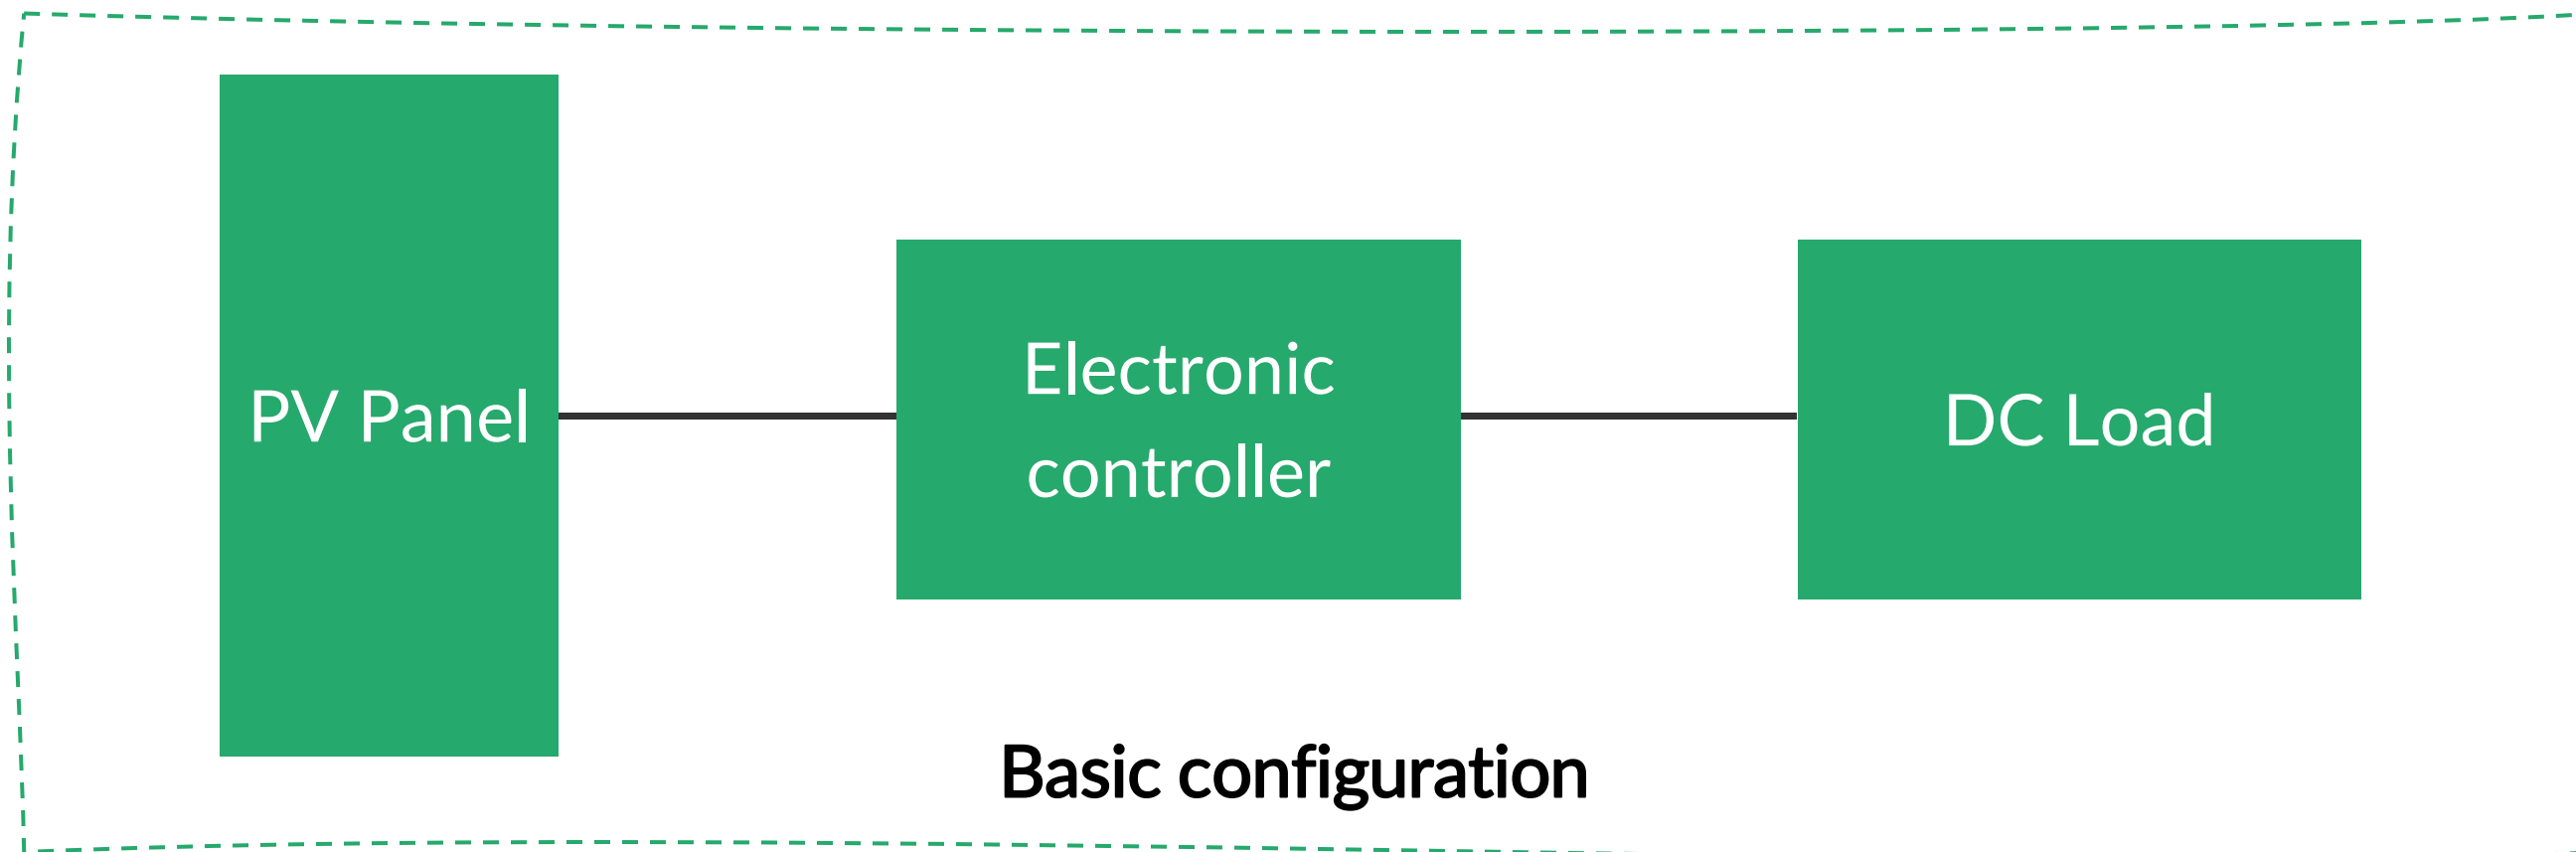 PV Panel
Electronic
controller
DC Load
Basic configuration